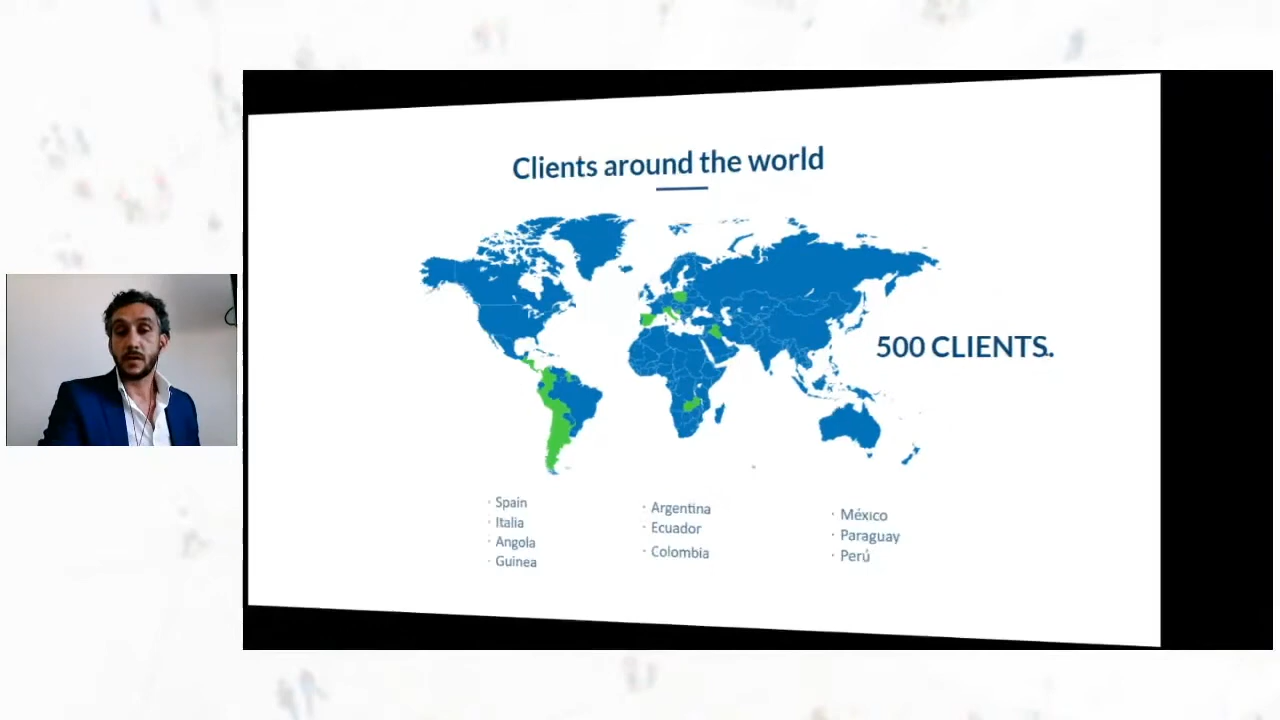 Clients around the world
500 CLIENTS.
· Spain
· Italia
· Angola
· Guinea
· Argentina
· Ecuador
· Colombia
· México
· Paraguay
· Perú